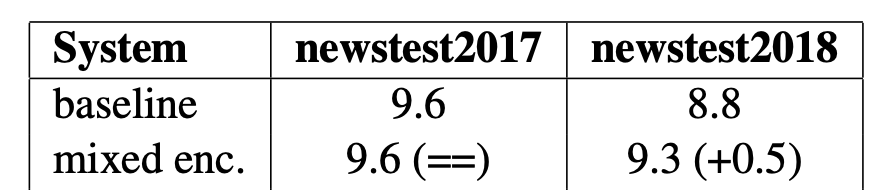 System newstest2017 newstest2018
baseline 9.6 8.8
mixed enc. 9.6 (==) 9.3 (+0.5)